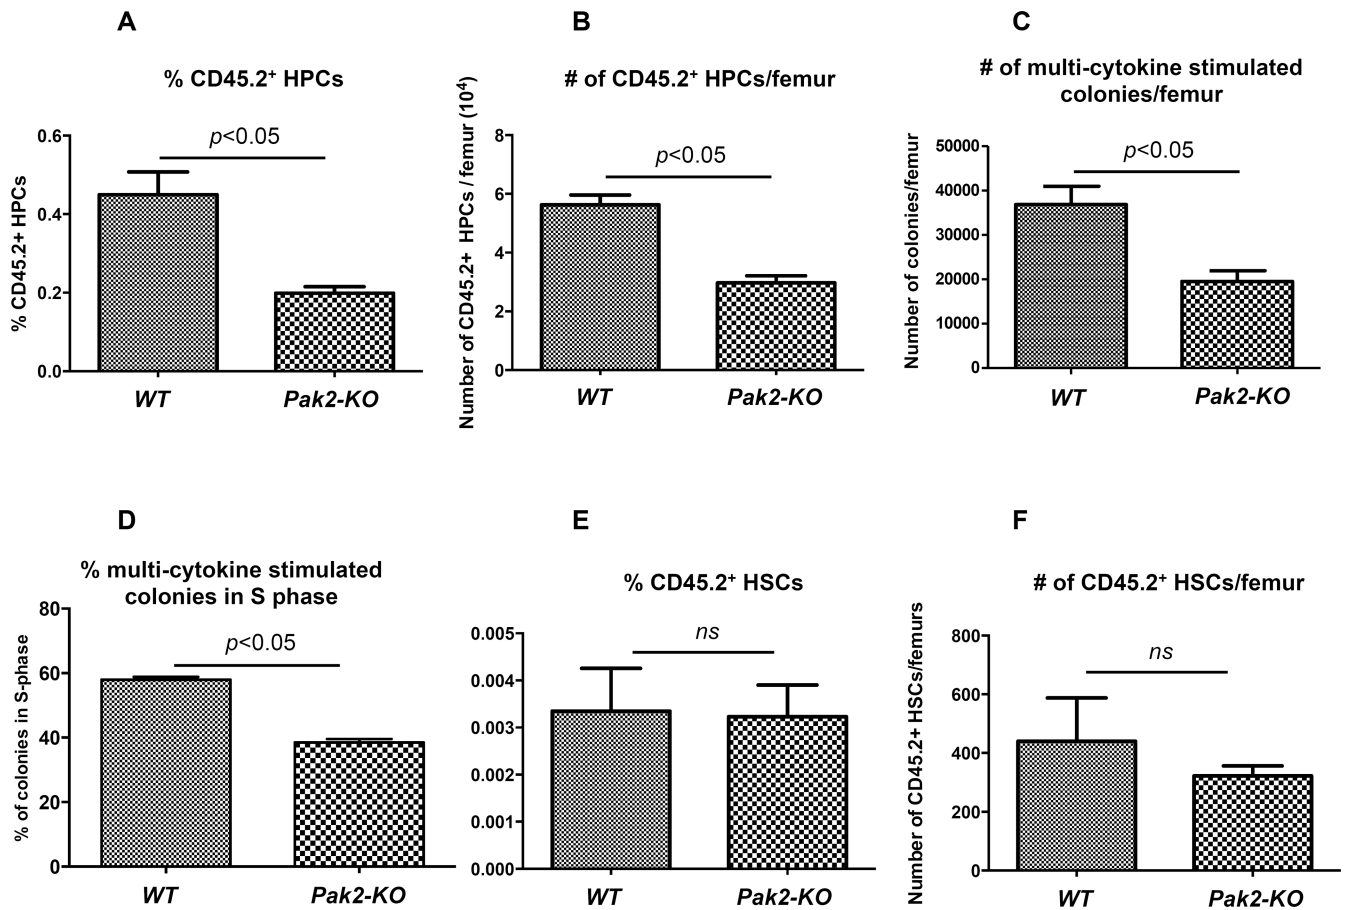 A
% CD45.2⁺ HPCs
% CD45.2+ HPCs
0.6
0.4
0.2
0.0
p<0.05
WT
Pak2-KO
B
# of CD45.2⁺ HPCs/femur
Number of CD45.2+ HPCs / femur (10⁴)
8
6
4
2
0
p<0.05
WT
Pak2-KO
C
# of multi-cytokine stimulated
colonies/femur
Number of colonies/femur
50000
40000
30000
20000
10000
0
p<0.05
WT
Pak2-KO
D
% multi-cytokine stimulated
colonies in S phase
% of colonies in S-phase
80
60
40
20
0
p<0.05
WT
Pak2-KO
E
% CD45.2⁺ HSCs
0.005
0.004
0.003
0.002
0.001
0.000
ns
WT
Pak2-KO
F
# of CD45.2⁺ HSCs/femur
Number of CD45.2+ HSCs/femurs
800
600
400
200
0
ns
WT
Pak2-KO